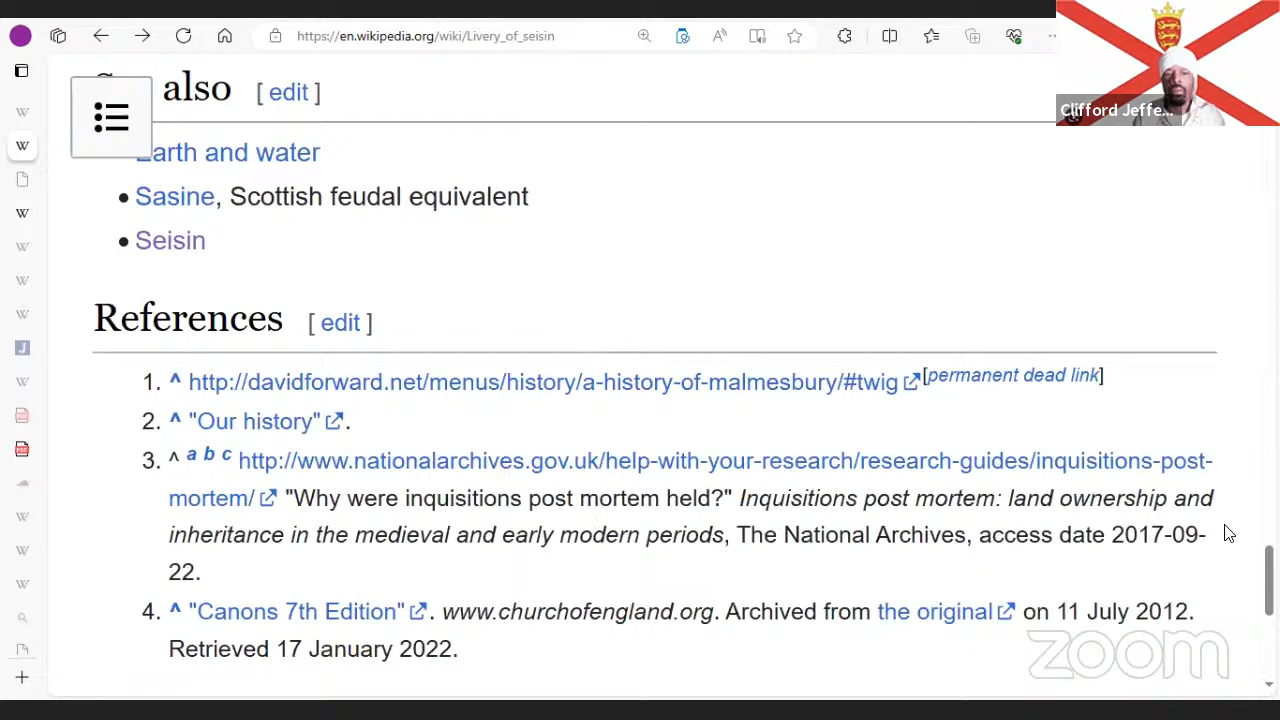 https://en.wikipedia.org/wiki/Livery_of_seisin
Clifford Jeffe...
also [ edit ]
Earth and water
• Sasine, Scottish feudal equivalent
• Seisin
References [ edit ]
1. ^ http://davidforward.net/menus/history/a-history-of-malmesbury/#twig [permanent dead link]
2. ^ "Our history".
3. ^ a b c http://www.nationalarchives.gov.uk/help-with-your-research/research-guides/inquisitions-post-
mortem/ "Why were inquisitions post mortem held?" Inquisitions post mortem: land ownership and
inheritance in the medieval and early modern periods, The National Archives, access date 2017-09-
22.
4. ^ "Canons 7th Edition". www.churchofengland.org. Archived from the original on 11 July 2012.
Retrieved 17 January 2022.
zoom